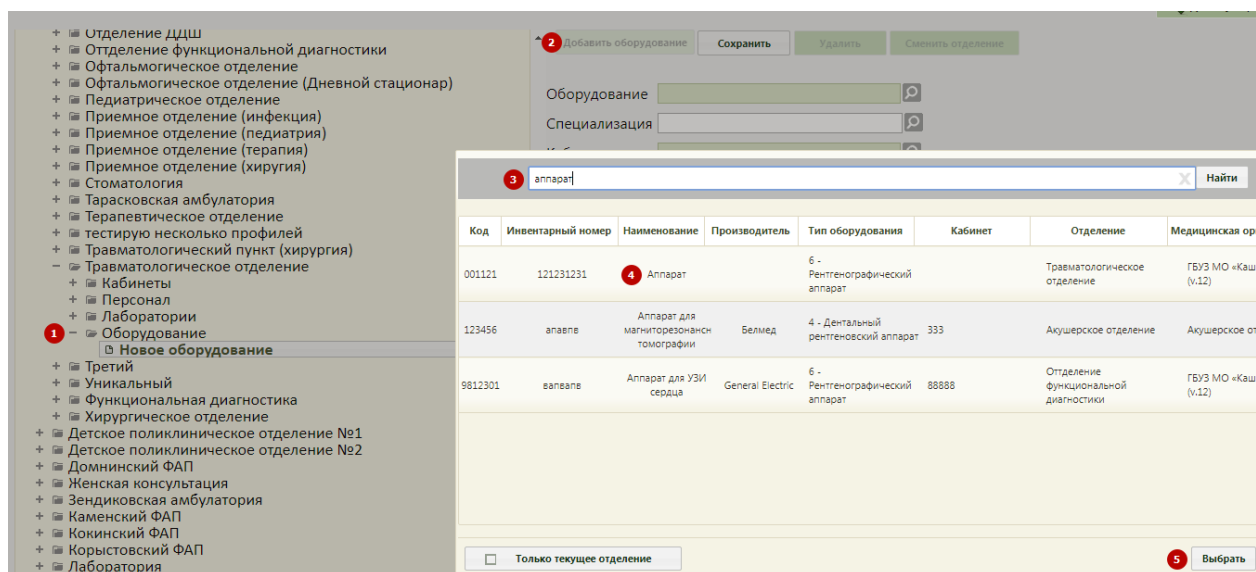 Отделение ДДШ
Оттделение функциональной диагностики
Офтальмогическое отделение
Офтальмогическое отделение (Дневной стационар)
Педиатрическое отделение
Приемное отделение (инфекция)
Приемное отделение (педиатрия)
Приемное отделение (терапия)
Приемное отделение (хиругия)
Стоматология
Тарасковская амбулатория
Терапевтическое отделение
тестирую несколько профилей
Травматологический пункт (хирургия)
Травматологическое отделение
Кабинеты
Персонал
Лаборатории
1 Оборудование
Новое оборудование
Третий
Уникальный
Функциональная диагностика
Хирургическое отделение
Детское поликлиническое отделение №1
Детское поликлиническое отделение №2
Домнинский ФАП
Женская консультация
Зендиковская амбулатория
Каменский ФАП
Кокинский ФАП
Корыстовский ФАП
Лаборатория
2 Добавить оборудование Сохранить Удалить Сменить отделение
Оборудование
Специализация
3 аппарат X Найти
Код Инвентарный номер Наименование Производитель Тип оборудования Кабинет Отделение Медицинская ор
6 -
001121 121231231 4 Аппарат Рентгенографический Травматологическое ГБУЗ МО «Каш
аппарат отделение (v.12)
Аппарат для
123456 апавпв магниторезонансн Белмед 4 - Дентальный 333 Акушерское отделение Акушерское от
томографии рентгеновский аппарат
6 - Оттделение
9812301 вапвапв Аппарат для УЗИ General Electric Рентгенографический 88888 функциональной ГБУЗ МО «Каш
сердца аппарат диагностики (v.12)
Только текущее отделение 5 Выбрать